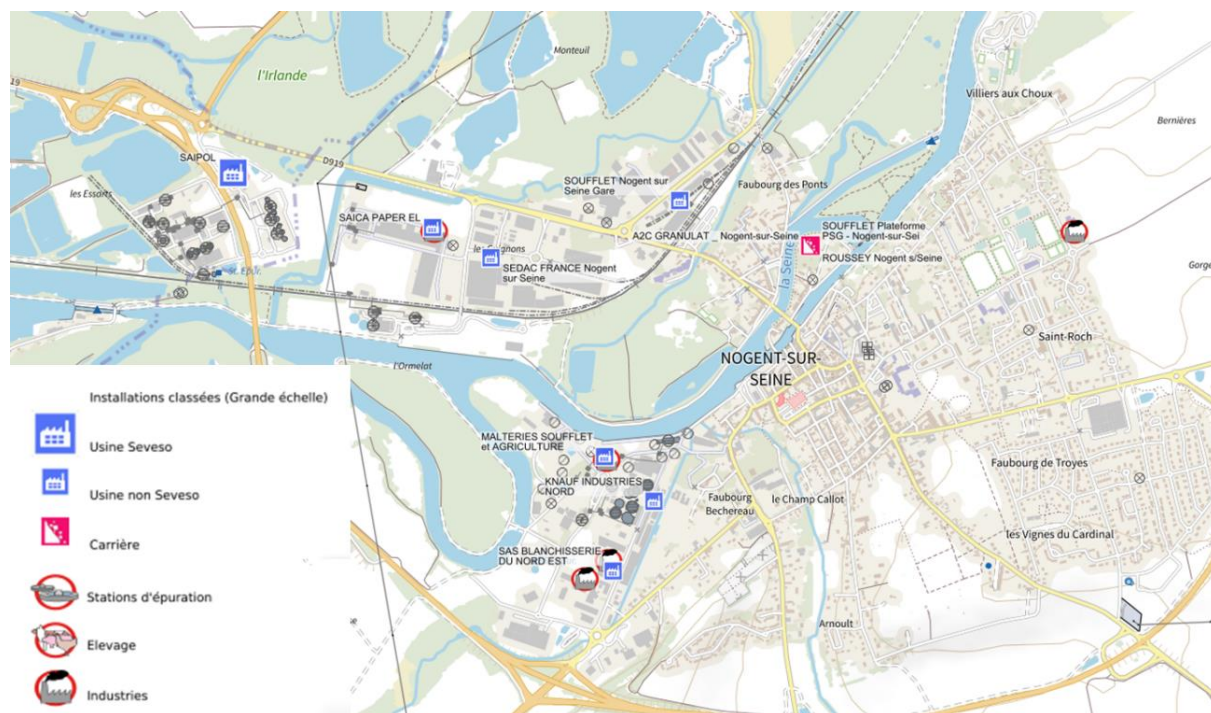 l'Irlande
Monteuil
Villiers aux Choux
Bernières
D919
SAIPOL
les Essarts
SOUFFLET Nogent sur
Seine Gare
Faubourg des Ponts
SAICA PAPER EL
A2C GRANULAT _ Nogent-sur-Seine
SOUFFLET Plateforme
PSG - Nogent-sur-Sei
ROUSSEY Nogent s/Seine
la Seine
SEDAC FRANCE Nogent
sur Seine
Saint-Roch
l'Ormelat
NOGENT-SUR-
SEINE
MALTERIES SOUFFLET
et AGRICULTURE
KNAUF INDUSTRIES
NORD
Faubourg
Bechereau
le Champ Callot
Faubourg de Troyes
les Vignes du Cardinal
SAS BLANCHISSERIE
DU NORD EST
Arnoult
Installations classées (Grande échelle)
Usine Seveso
Usine non Seveso
Carrière
Stations d'épuration
Elevage
Industries